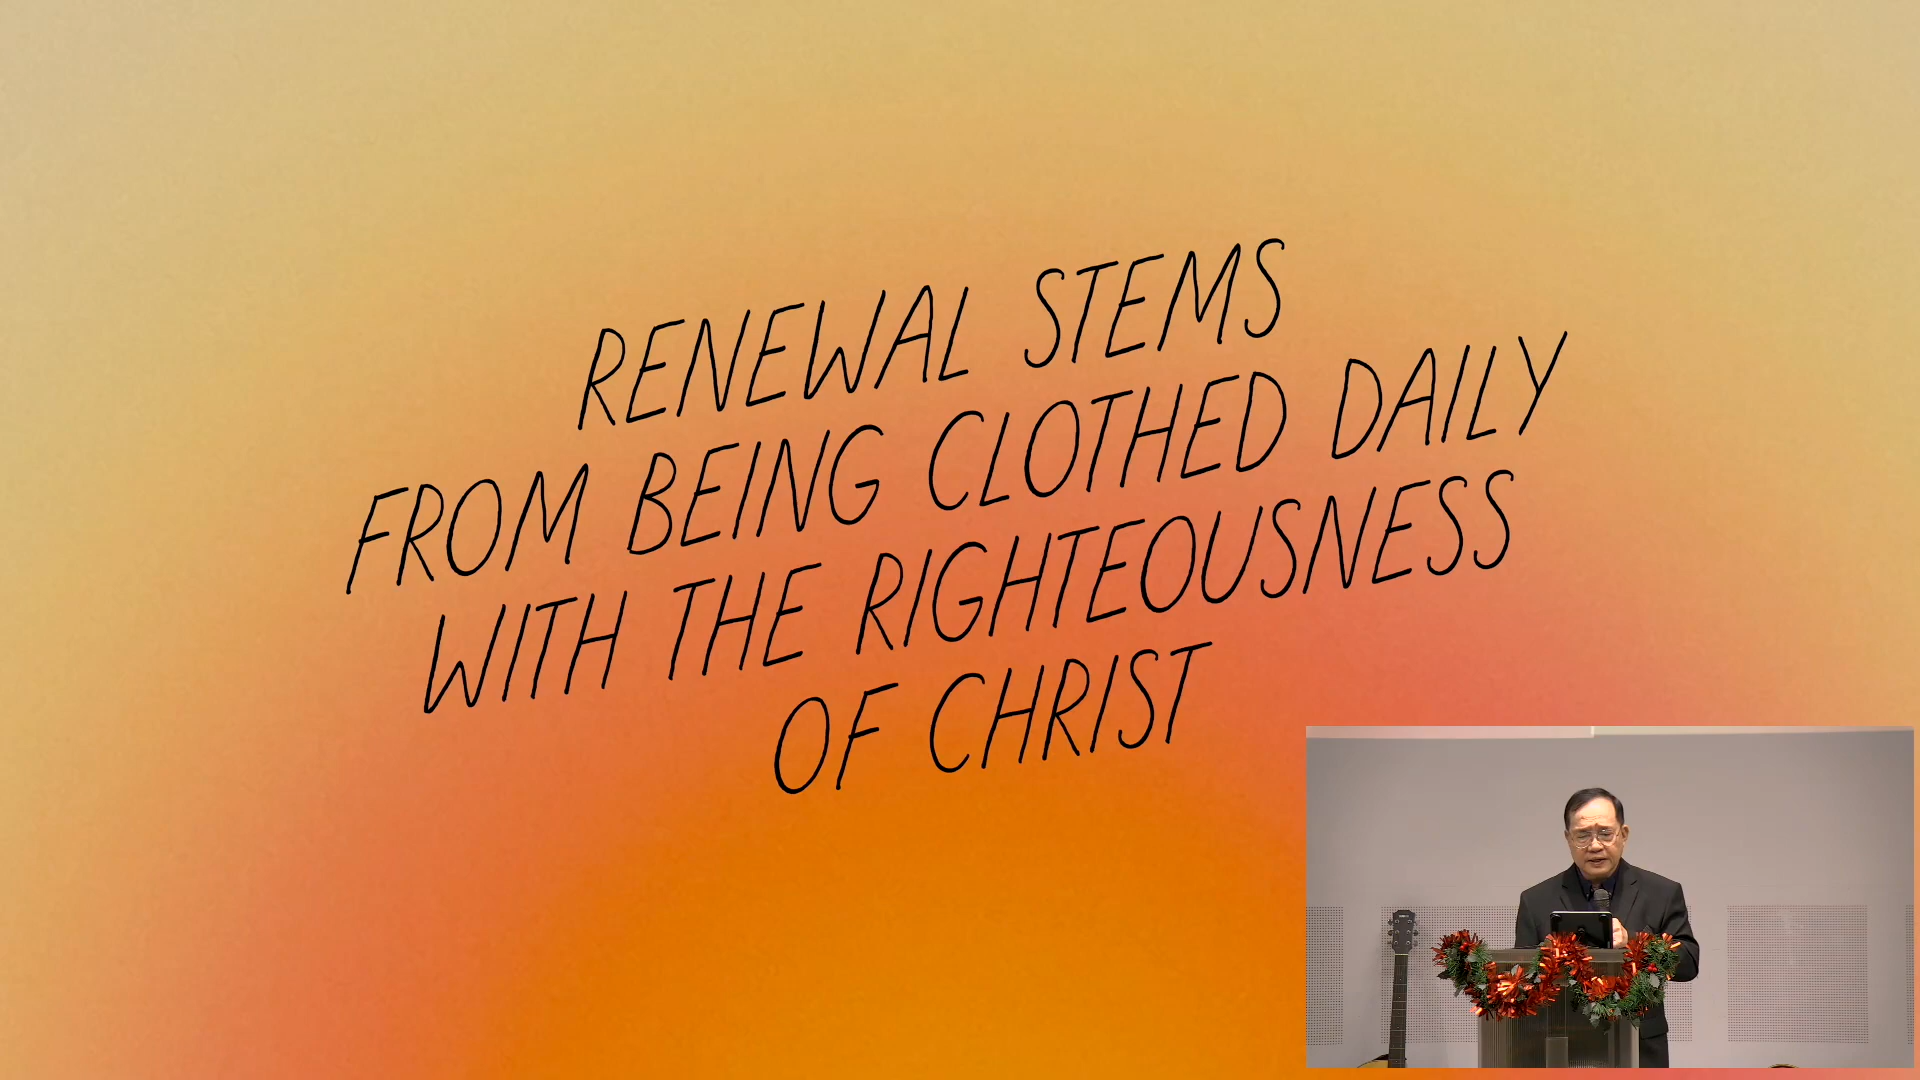 RENEWAL STEMS
FROM BEING CLOTHED DAILY
WITH THE RIGHTEOUSNESS
OF CHRIST